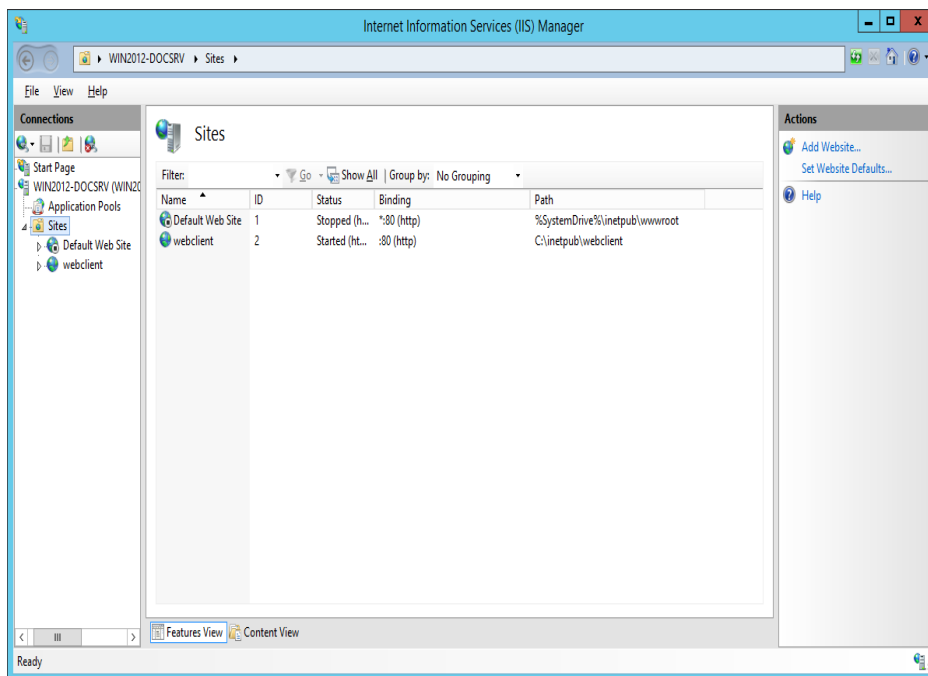 Internet Information Services (IIS) Manager
WIN2012-DOCSRV Sites
File View Help
Connections
Start Page
WIN2012-DOCSRV (WIN20
Application Pools
Sites
Default Web Site
webclient
Sites
Filter: Go Show All Group by: No Grouping
Name ID Status Binding Path
Default Web Site 1 Stopped (h... *:80 (http) %SystemDrive%\inetpub\wwwroot
webclient 2 Started (ht... :80 (http) C:\inetpub\webclient
Features View Content View
Actions
Add Website...
Set Website Defaults...
Help
Ready